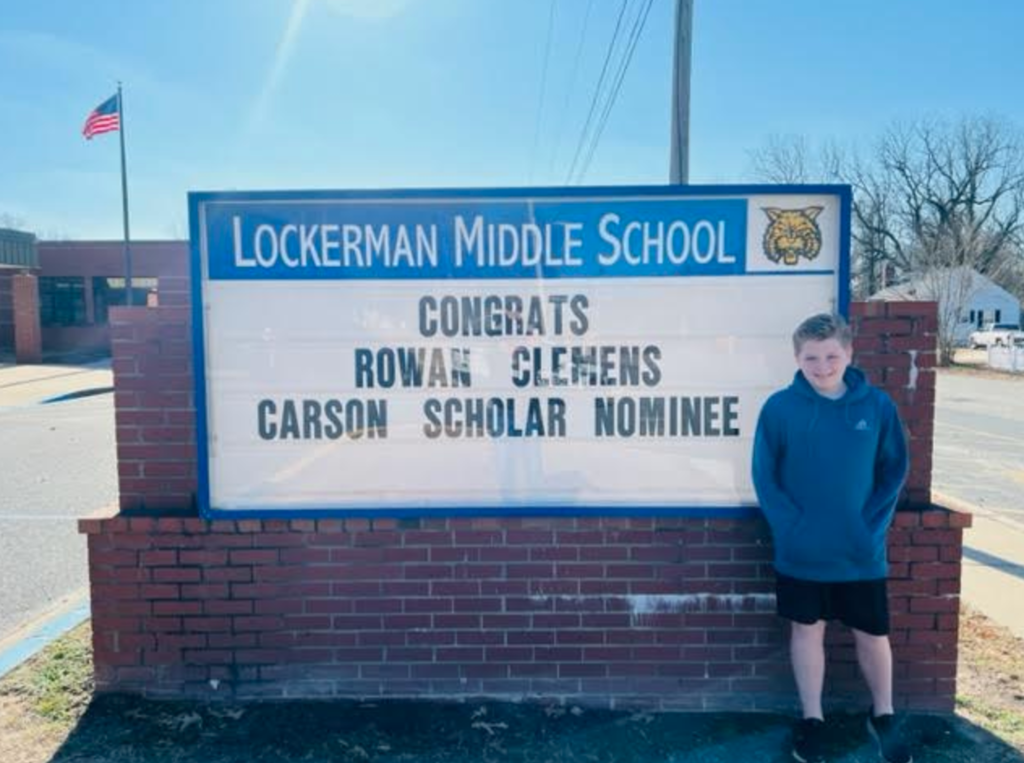 LOCKERMAN MIDDLE SCHOOL
CONGRATS
ROWAN CLEMENS
CARSON SCHOLAR NOMINEE